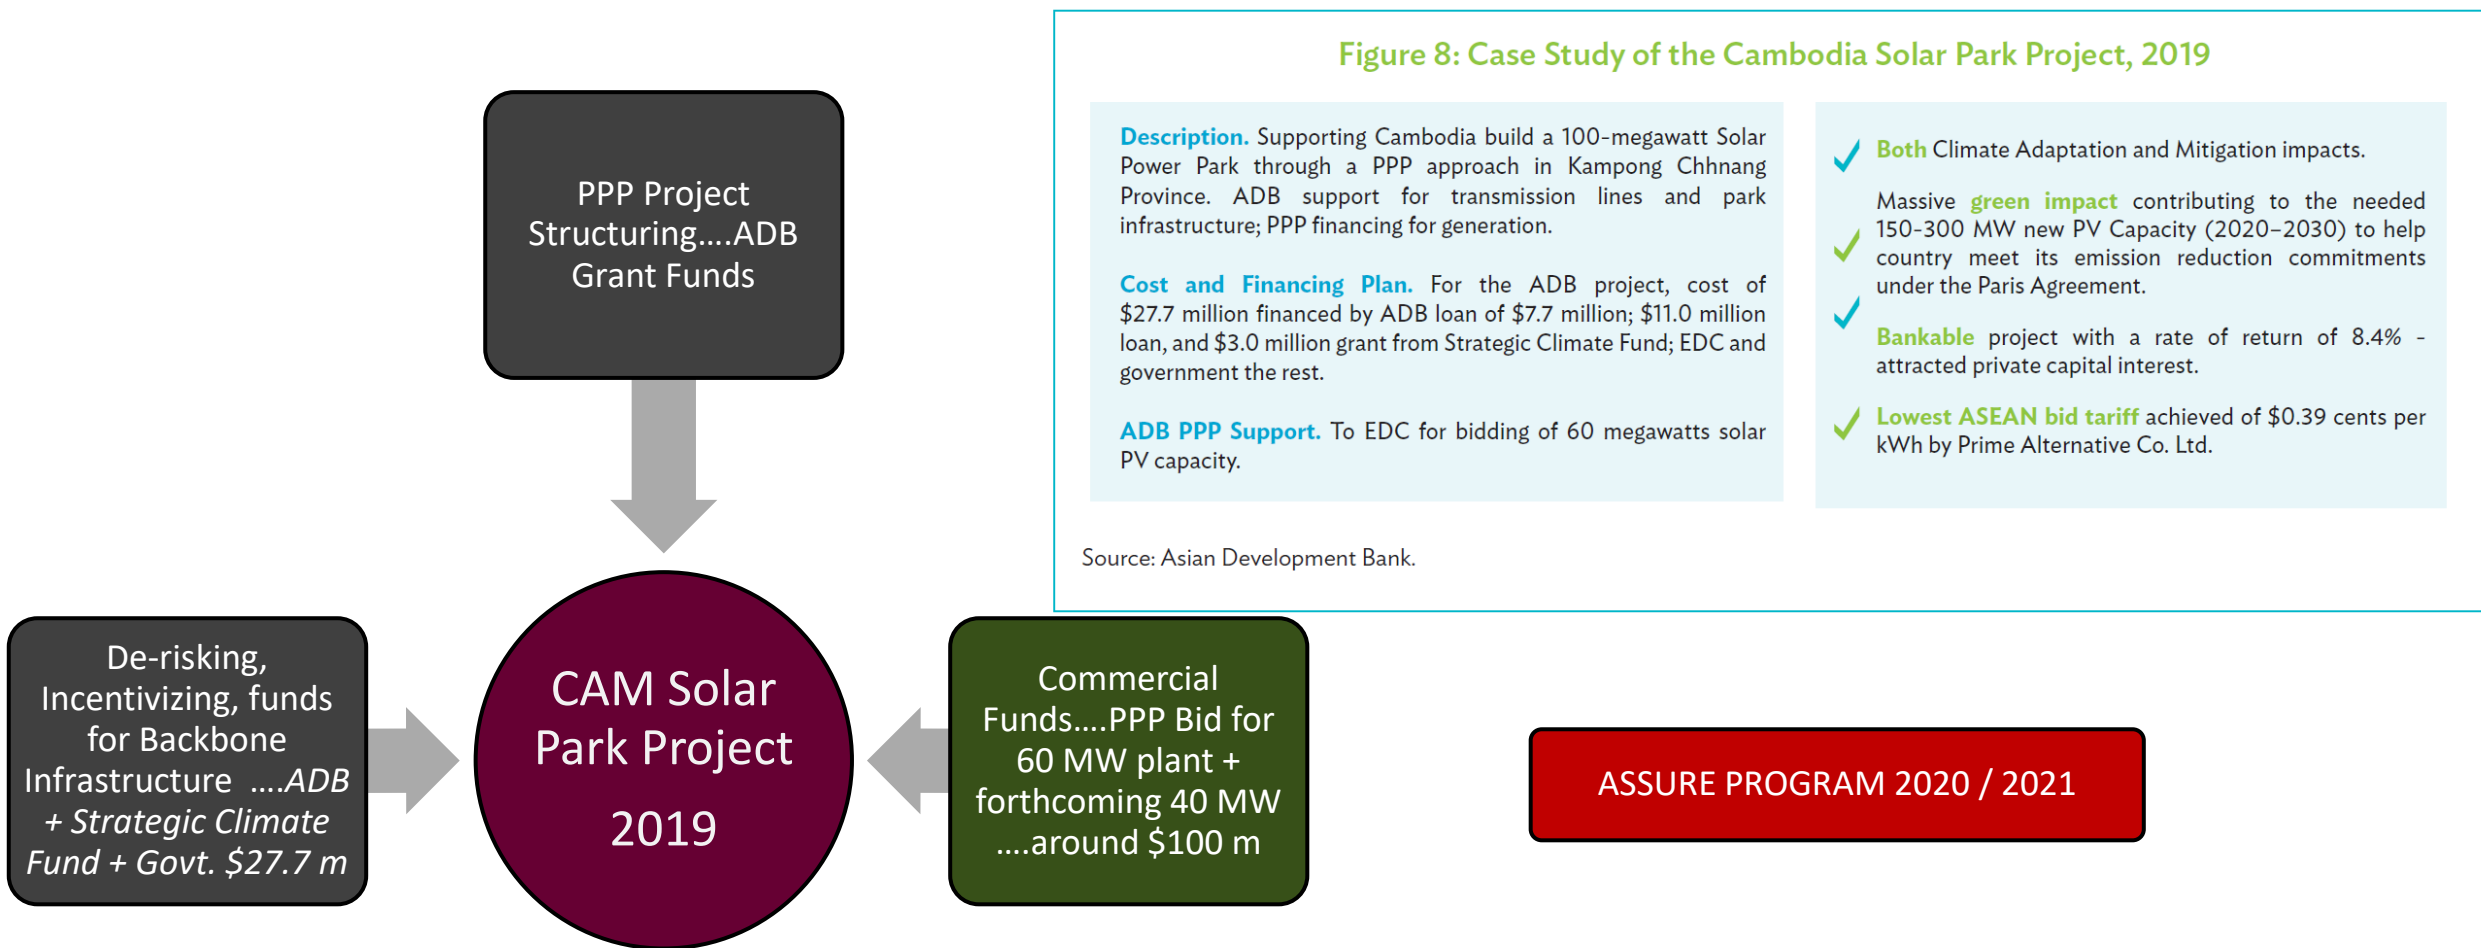 Figure 8: Case Study of the Cambodia Solar Park Project, 2019
Description. Supporting Cambodia build a 100-megawatt Solar
Power Park through a PPP approach in Kampong Chhnang
Province. ADB support for transmission lines and park
infrastructure; PPP financing for generation.
Cost and Financing Plan. For the ADB project, cost of
$27.7 million financed by ADB loan of $7.7 million; $11.0 million
loan, and $3.0 million grant from Strategic Climate Fund; EDC and
government the rest.
ADB PPP Support. To EDC for bidding of 60 megawatts solar
PV capacity.
Both Climate Adaptation and Mitigation impacts.
Massive green impact contributing to the needed
150-300 MW new PV Capacity (2020–2030) to help
country meet its emission reduction commitments
under the Paris Agreement.
Bankable project with a rate of return of 8.4% -
attracted private capital interest.
Lowest ASEAN bid tariff achieved of $0.39 cents per
kWh by Prime Alternative Co. Ltd.
Source: Asian Development Bank.
PPP Project
Structuring....ADB
Grant Funds
De-risking,
Incentivizing, funds
for Backbone
Infrastructure ....ADB
+ Strategic Climate
Fund + Govt. $27.7 m
CAM Solar
Park Project
2019
Commercial
Funds....PPP Bid for
60 MW plant +
forthcoming 40 MW
....around $100 m
ASSURE PROGRAM 2020 / 2021